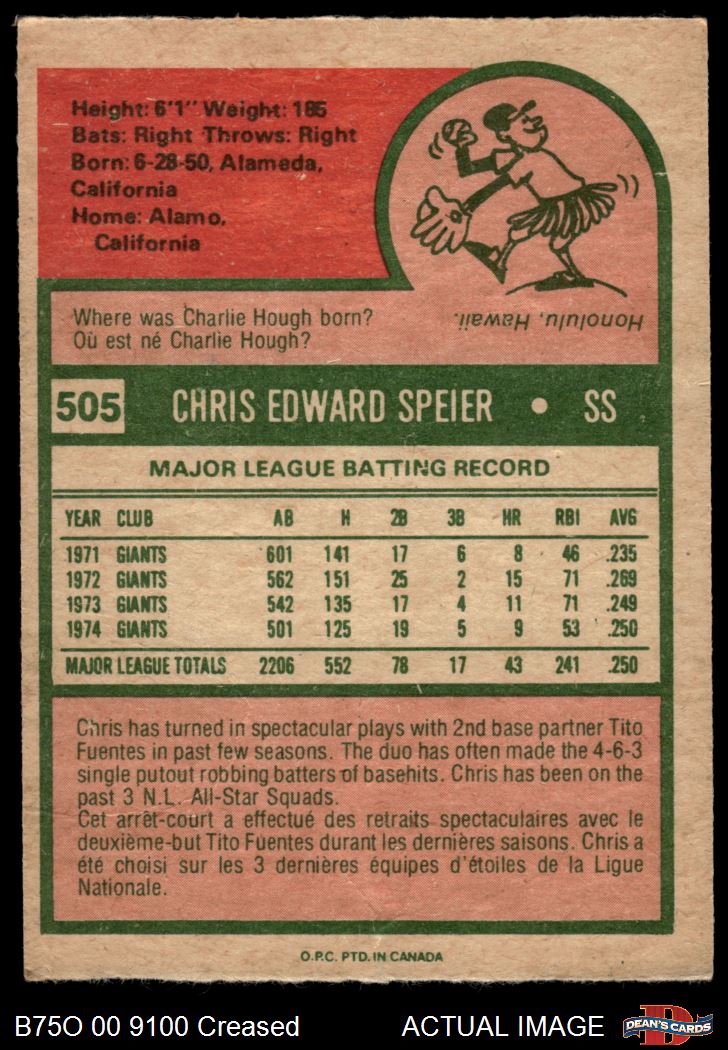 Height: 6'1" Weight: 185
Bats: Right Throws: Right
Born: 6-28-50, Alameda,
California
Home: Alamo,
California
Where was Charlie Hough born?
Où est né Charlie Hough?
Honolulu, Hawaii.
505 CHRIS EDWARD SPEIER • SS
MAJOR LEAGUE BATTING RECORD
YEAR CLUB AB H 2B 3B HR RBI AVG
1971 GIANTS 601 141 17 6 8 46 .235
1972 GIANTS 562 151 25 2 15 71 .269
1973 GIANTS 542 135 17 4 11 71 .249
1974 GIANTS 501 125 19 5 9 53 .250
MAJOR LEAGUE TOTALS 2206 552 78 17 43 241 .250
Chris has turned in spectacular plays with 2nd base partner Tito
Fuentes in past few seasons. The duo has often made the 4-6-3
single putout robbing batters of basehits. Chris has been on the
past 3 N.L. All-Star Squads.
Cet arrêt-court a effectué des retraits spectaculaires avec le
deuxième-but Tito Fuentes durant les dernières saisons. Chris a
été choisi sur les 3 dernières équipes d'étoiles de la Ligue
Nationale.
O.P.C. PTD. IN CANADA
B75O 00 9100 Creased ACTUAL IMAGE
D
DEAN'S CARDS